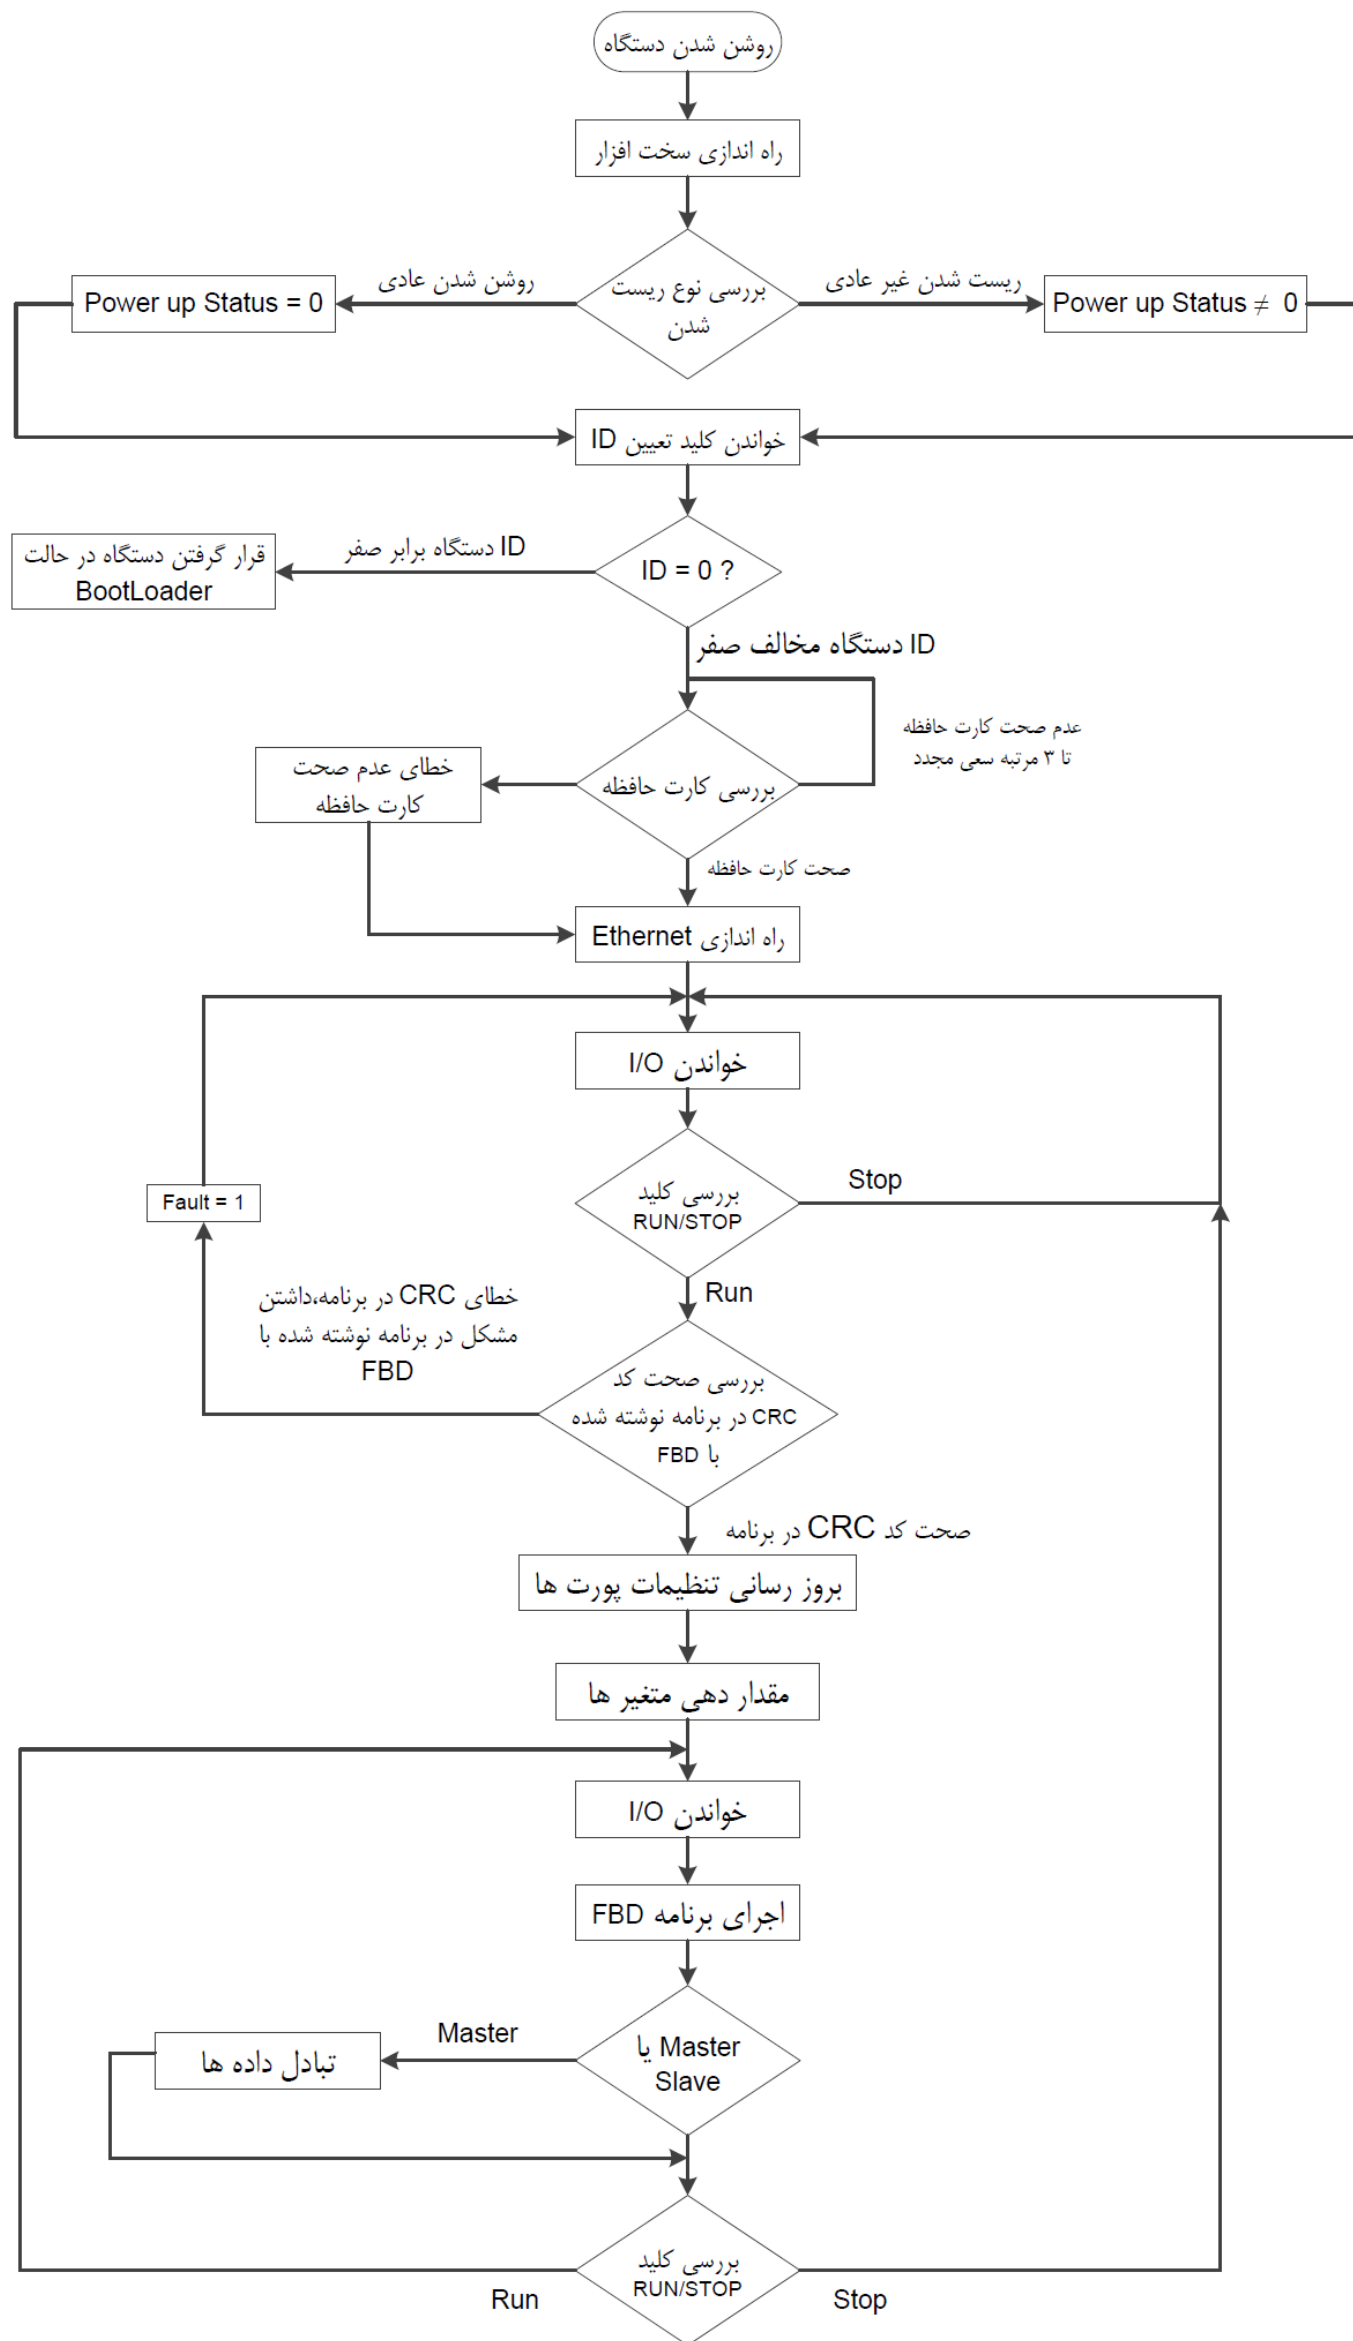 روشن شدن دستگاه
راه اندازی سخت افزار
بررسی نوع ریست
شدن
روشن شدن عادی
Power up Status = 0
ریست شدن غیر عادی
Power up Status ≠ 0
خواندن کلید تعیین ID
ID = 0 ?
ID دستگاه برابر صفر
قرار گرفتن دستگاه در حالت
BootLoader
ID دستگاه مخالف صفر
عدم صحت کارت حافظه
تا ۳ مرتبه سعی مجدد
بررسی کارت حافظه
خطای عدم صحت
کارت حافظه
صحت کارت حافظه
راه اندازی Ethernet
خواندن I/O
بررسی کلید
RUN/STOP
Stop
Run
Fault = 1
خطای CRC در برنامه،داشتن
مشکل در برنامه نوشته شده با
FBD
بررسی صحت کد
CRC در برنامه نوشته شده
با FBD
صحت کد CRC در برنامه
بروز رسانی تنظیمات پورت ها
مقدار دهی متغیر ها
خواندن I/O
اجرای برنامه FBD
Master یا
Slave
Master
تبادل داده ها
بررسی کلید
RUN/STOP
Run
Stop